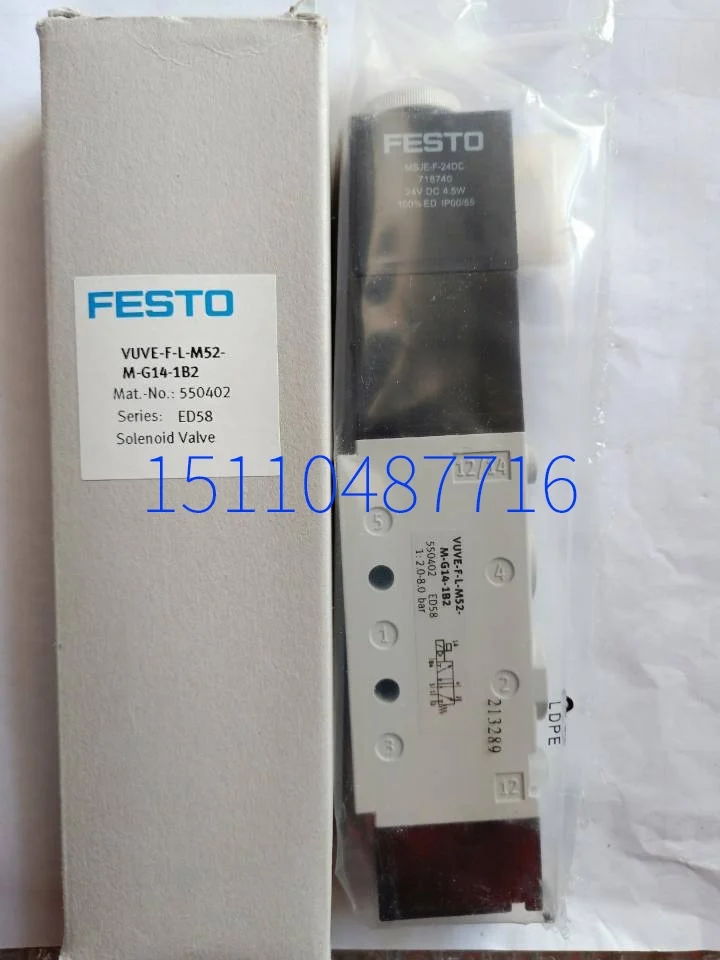 FESTO
VUVE-F-L-M52-
M-G14-1B2
Mat.-No.: 550402
Series: ED58
Solenoid Valve
15110487716
FESTO
MSJE-F-24DC
718740
24V DC 4.5W
100% ED IP00/65
12/14
5
4
1
2
3
12
VUVE-F-L-M52-
M-G14-1B2
550402 ED58
1: 2.0-8.0 bar
213289
LDPE